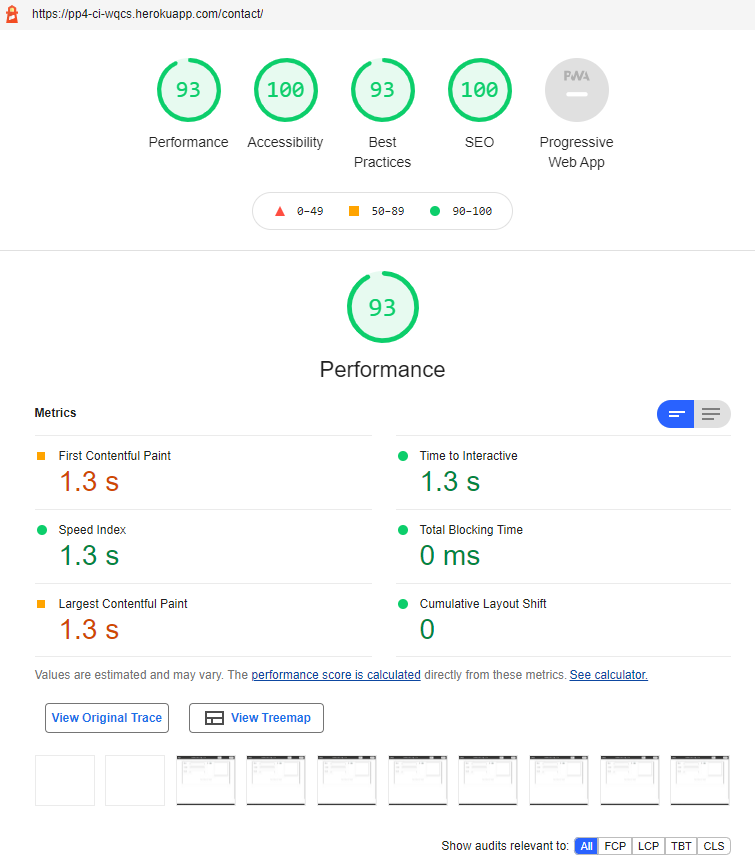 https://pp4-ci-wqcs.herokuapp.com/contact/
93 100 93 100 PWA
Performance Accessibility Best Practices SEO Progressive Web App
0–49 50–89 90–100
93
Performance
Metrics
First Contentful Paint
1.3 s
Time to Interactive
1.3 s
Speed Index
1.3 s
Total Blocking Time
0 ms
Largest Contentful Paint
1.3 s
Cumulative Layout Shift
0
Values are estimated and may vary. The performance score is calculated directly from these metrics. See calculator.
View Original Trace View Treemap
Show audits relevant to: All FCP LCP TBT CLS